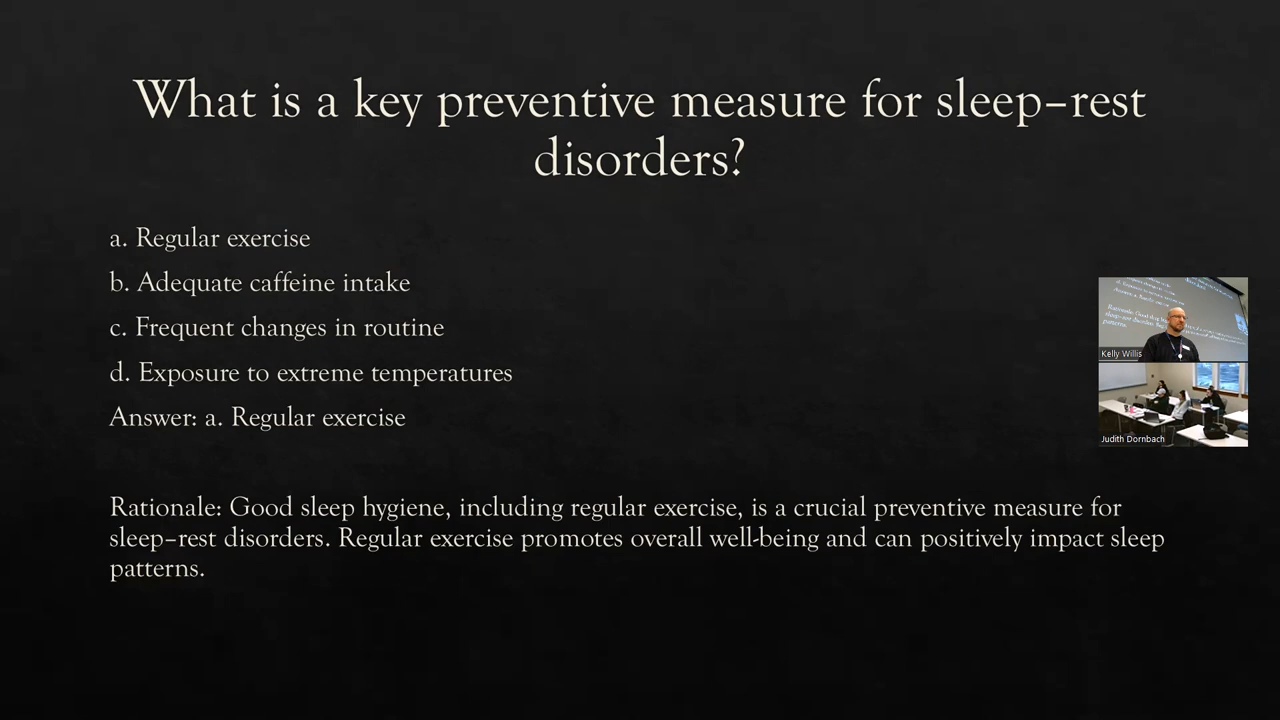 What is a key preventive measure for sleep–rest
disorders?
a. Regular exercise
b. Adequate caffeine intake
c. Frequent changes in routine
d. Exposure to extreme temperatures
Answer: a. Regular exercise
Rationale: Good sleep hygiene, including regular exercise, is a crucial preventive measure for
sleep–rest disorders. Regular exercise promotes overall well-being and can positively impact sleep
patterns.
Kelly Willis
Judith Dornbach